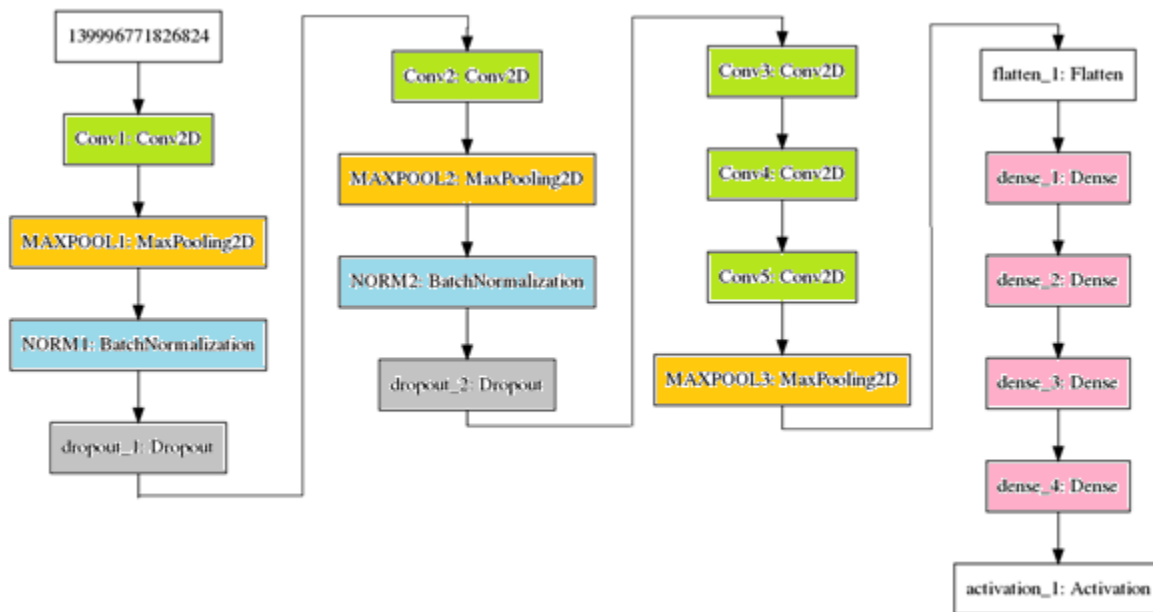 139996771826824
Conv1: Conv2D
MAXPOOL1: MaxPooling2D
NORM1: BatchNormalization
dropout_1: Dropout
Conv2: Conv2D
MAXPOOL2: MaxPooling2D
NORM2: BatchNormalization
dropout_2: Dropout
Conv3: Conv2D
Conv4: Conv2D
Conv5: Conv2D
MAXPOOL3: MaxPooling2D
flatten_1: Flatten
dense_1: Dense
dense_2: Dense
dense_3: Dense
dense_4: Dense
activation_1: Activation